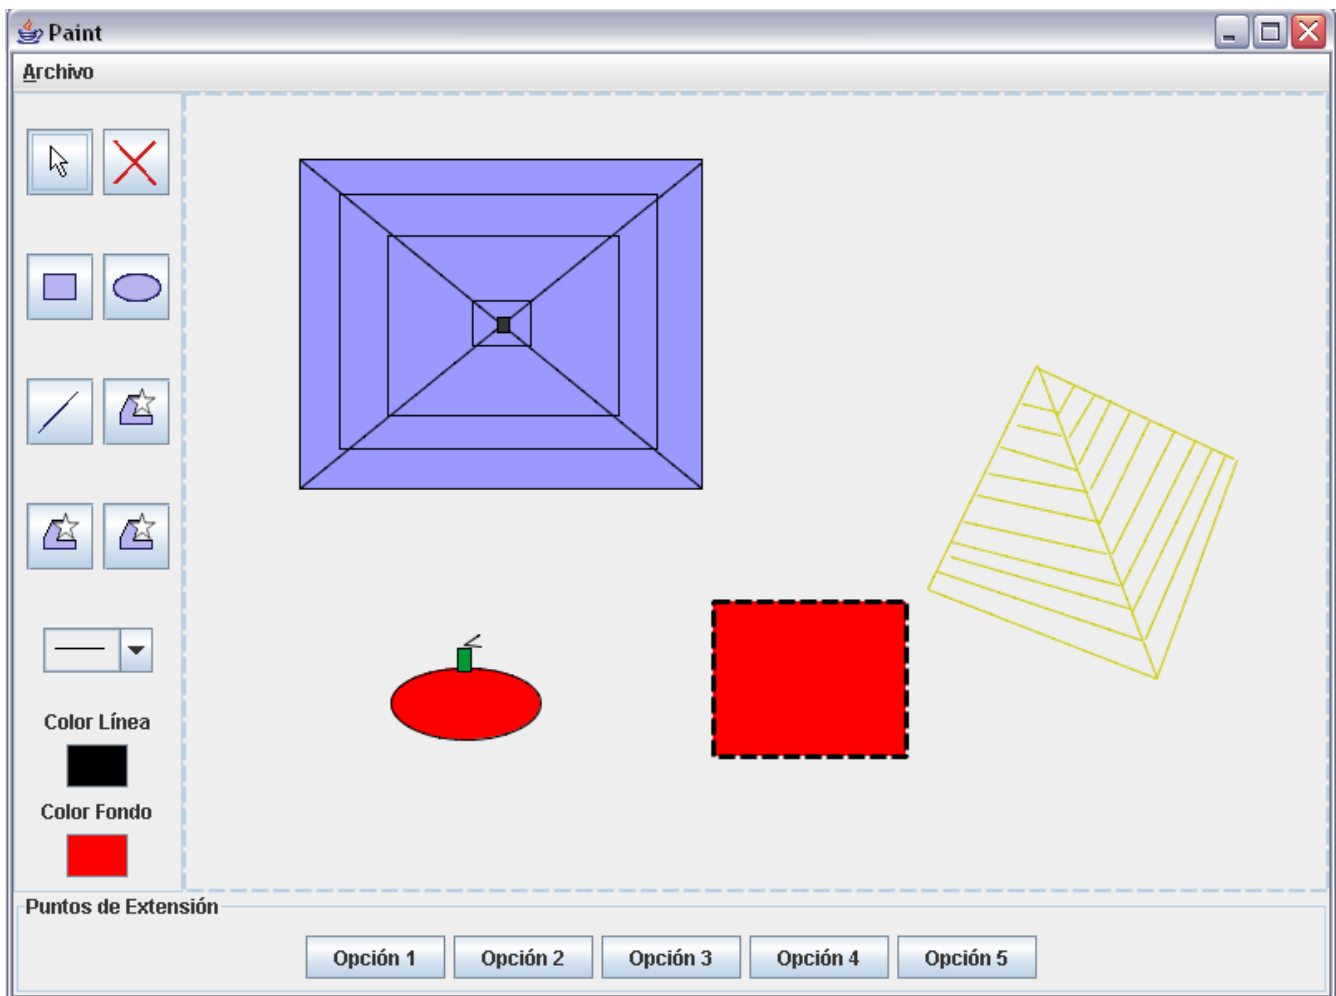 Paint
Archivo
Color Línea
Color Fondo
Puntos de Extensión
Opción 1
Opción 2
Opción 3
Opción 4
Opción 5